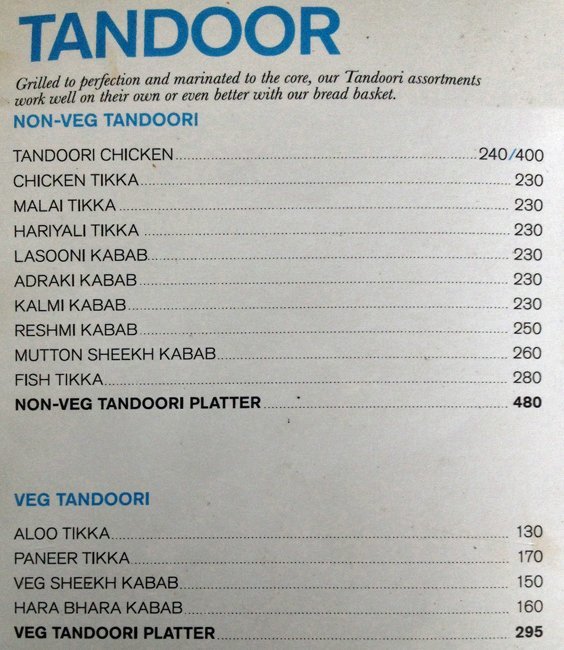 TANDOOR
Grilled to perfection and marinated to the core, our Tandoori assortments
work well on their own or even better with our bread basket.
NON-VEG TANDOORI
TANDOORI CHICKEN 240/400
CHICKEN TIKKA 230
MALAI TIKKA 230
HARIYALI TIKKA 230
LASOONI KABAB 230
ADRAKI KABAB 230
KALMI KABAB 230
RESHMI KABAB 250
MUTTON SHEEKH KABAB 260
FISH TIKKA 280
NON-VEG TANDOORI PLATTER 480
VEG TANDOORI
ALOO TIKKA 130
PANEER TIKKA 170
VEG SHEEKH KABAB 150
HARA BHARA KABAB 160
VEG TANDOORI PLATTER 295